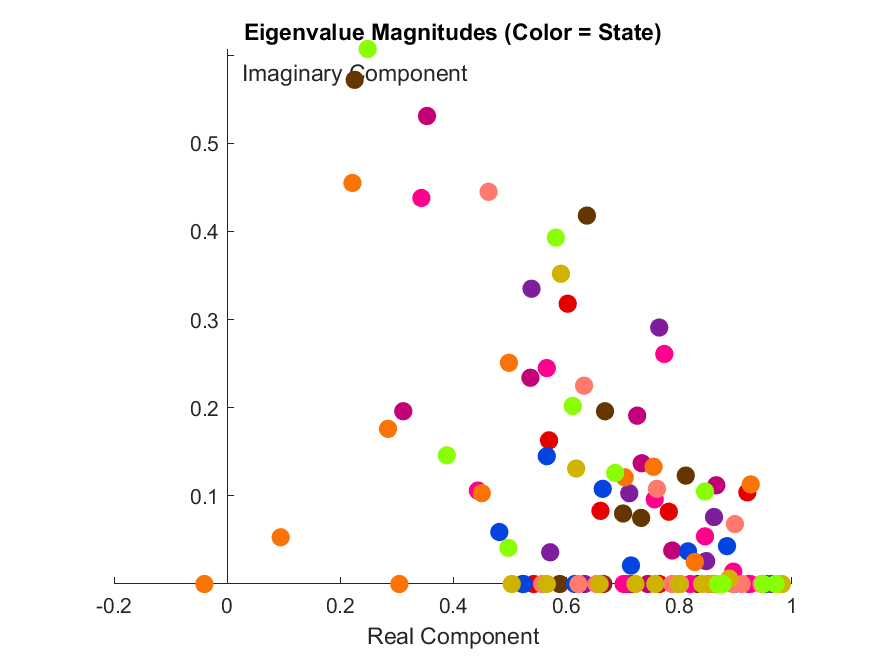 Eigenvalue Magnitudes (Color = State)
Imaginary Component
0.5
0.4
0.3
0.2
0.1
-0.2 0 0.2 0.4 0.6 0.8 1
Real Component